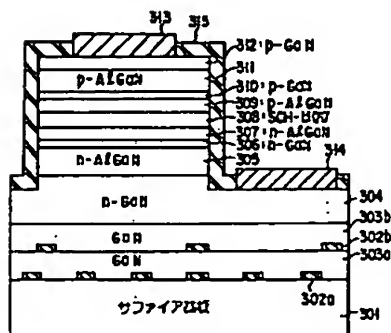 313
315
312:p-GaN
311
p-AlGaN
310:p-GaN
309:p-AlGaN
308:SCH-MQW
307:n-AlGaN
306:n-GaN
314
n-AlGaN
305
n-GaN
304
303b
GaN
302b
GaN
303a
302a
サファイア基板
301